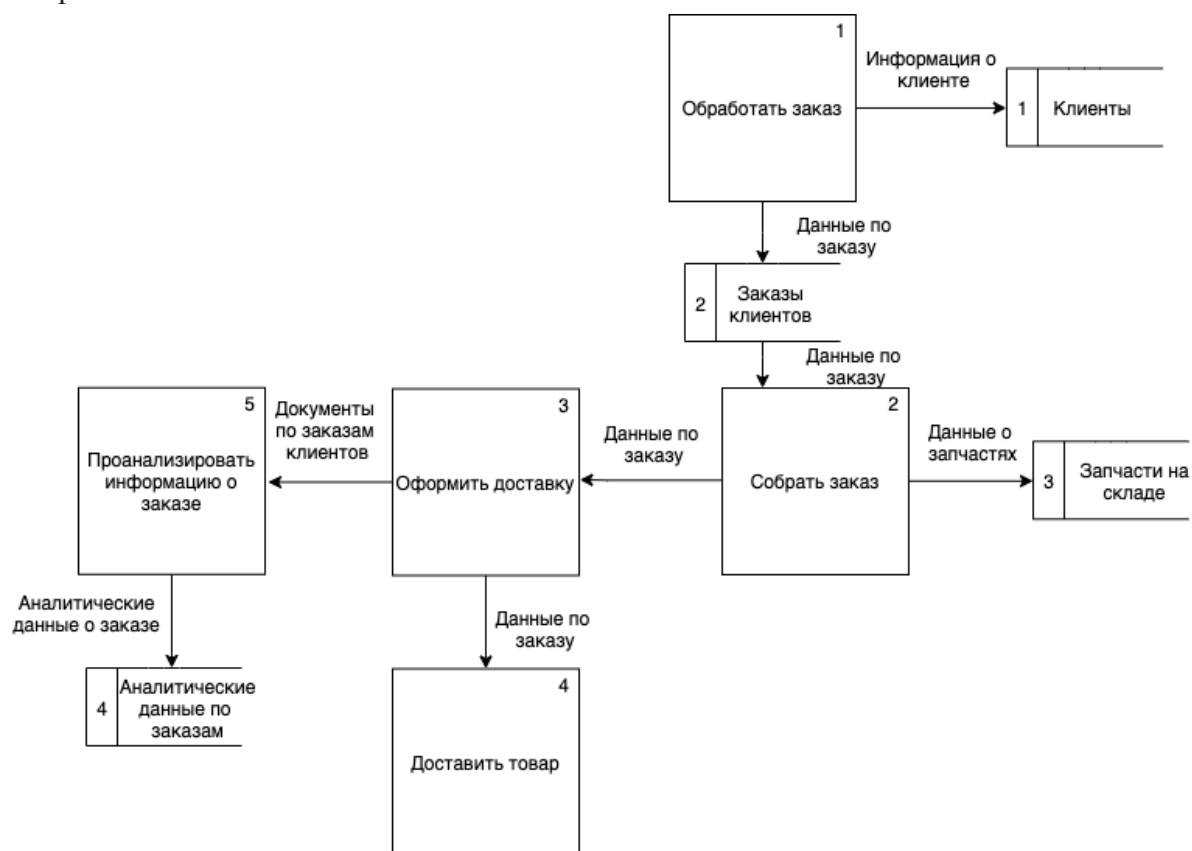 1
Обработать заказ
Информация о
клиенте
1
Клиенты
Данные по
заказу
2
Заказы
клиентов
Данные по
заказу
5
Проанализировать
информацию о
заказе
Документы
по заказам
клиентов
3
Оформить доставку
Данные по
заказу
2
Собрать заказ
Данные о
запчастях
3
Запчасти на
складе
Аналитические
данные о заказе
Данные по
заказу
4
Аналитические
данные по
заказам
4
Доставить товар